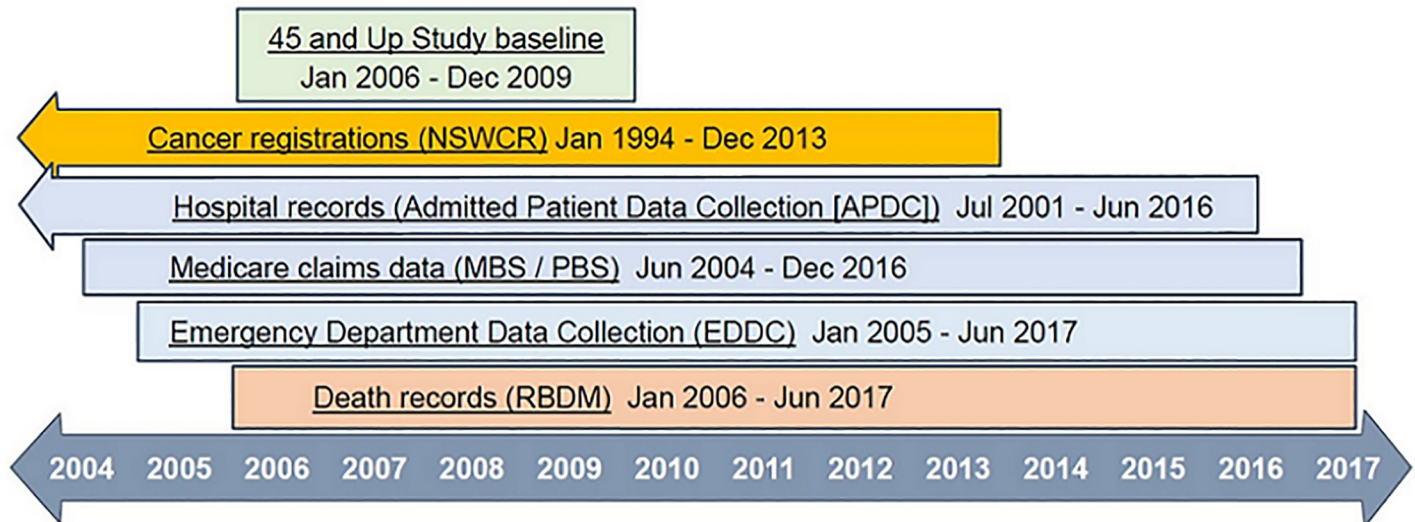 45 and Up Study baseline
Jan 2006 - Dec 2009
Cancer registrations (NSWCR) Jan 1994 - Dec 2013
Hospital records (Admitted Patient Data Collection [APDC]) Jul 2001 - Jun 2016
Medicare claims data (MBS / PBS) Jun 2004 - Dec 2016
Emergency Department Data Collection (EDDC) Jan 2005 - Jun 2017
Death records (RBDM) Jan 2006 - Jun 2017
2004 2005 2006 2007 2008 2009 2010 2011 2012 2013 2014 2015 2016 2017